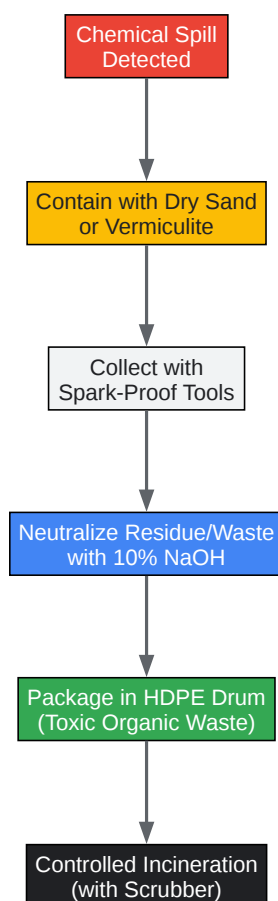 Chemical Spill
Detected
Contain with Dry Sand
or Vermiculite
Collect with
Spark-Proof Tools
Neutralize Residue/Waste
with 10% NaOH
Package in HDPE Drum
(Toxic Organic Waste)
Controlled Incineration
(with Scrubber)